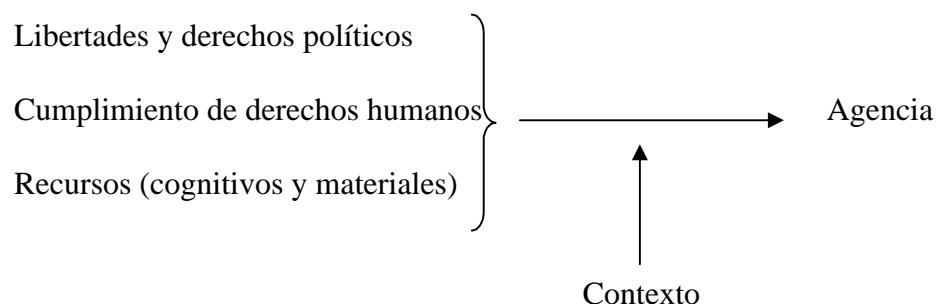 Libertades y derechos políticos
Cumplimiento de derechos humanos
Agencia
Recursos (cognitivos y materiales)
Contexto